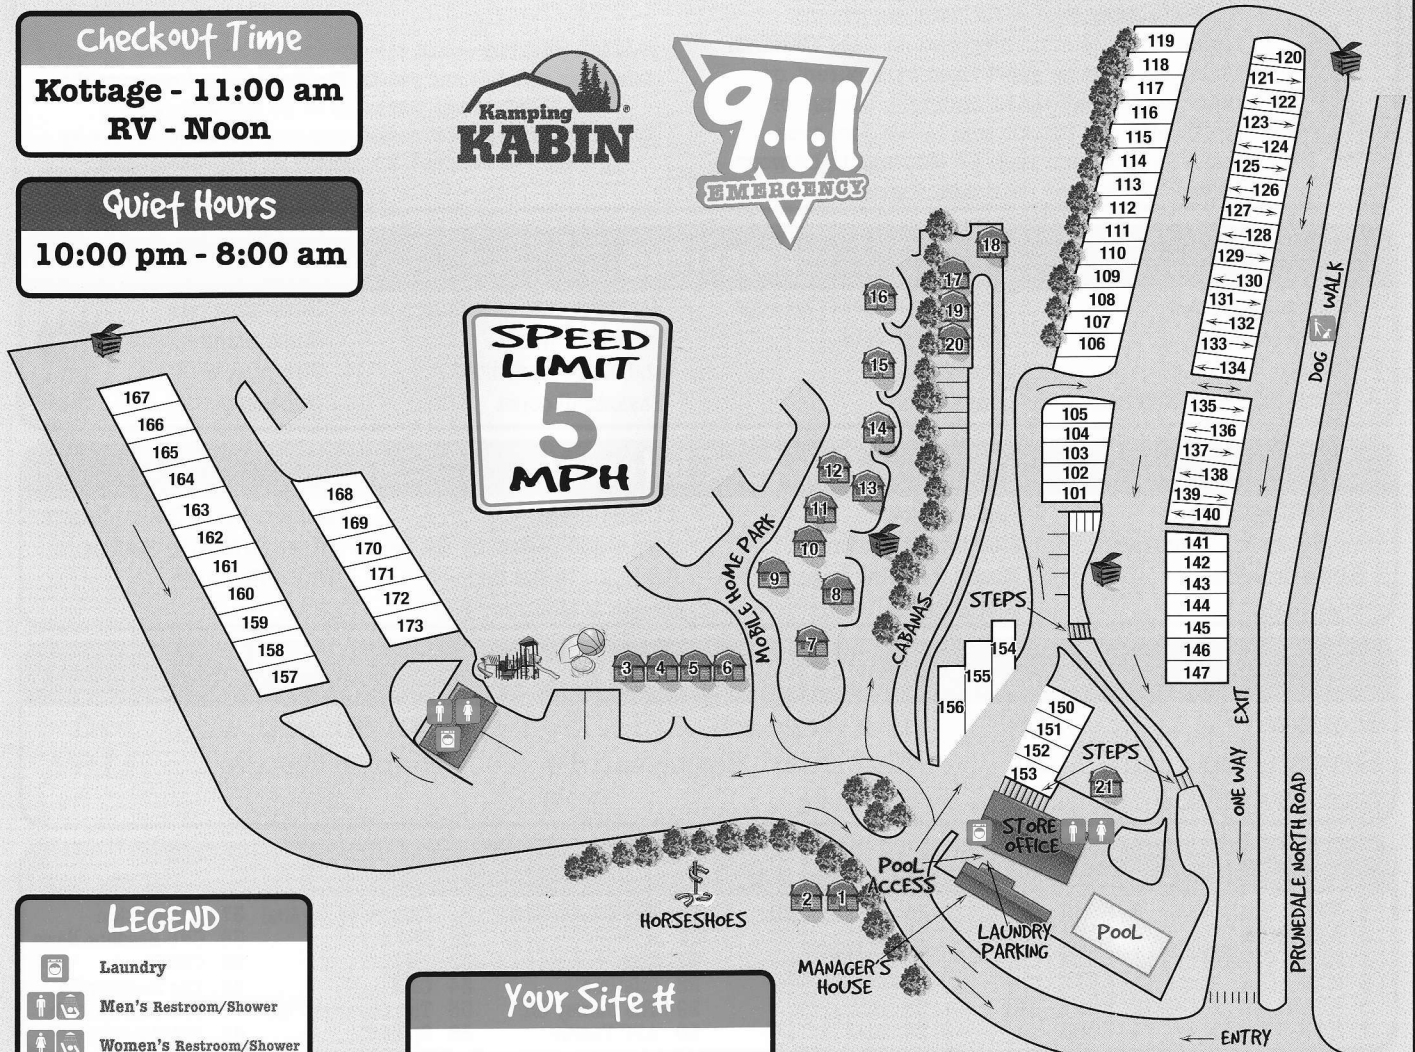 Checkout Time
Kottage - 11:00 am
RV - Noon
Quiet Hours
10:00 pm - 8:00 am
Kamping
KABIN®
9·1·1
EMERGENCY
SPEED
LIMIT
5
MPH
119
118
117
116
115
114
113
112
111
110
109
108
107
106
120
121
122
123
124
125
126
127
128
129
130
131
132
133
134
135
136
137
138
139
140
141
142
143
144
145
146
147
105
104
103
102
101
DOG WALK
18
17
19
20
16
15
14
12
13
11
10
9
8
7
3
4
5
6
MOBILE HOME PARK
CABANAS
STEPS
154
155
156
150
151
152
153
STEPS
21
STORE
OFFICE
EXIT
ONE WAY
PRUNEDALE NORTH ROAD
167
166
165
164
163
162
161
160
159
158
157
168
169
170
171
172
173
POOL
ACCESS
2
1
HORSESHOES
MANAGER'S
HOUSE
LAUNDRY
PARKING
POOL
ENTRY
LEGEND
Laundry
Men's Restroom/Shower
Women's Restroom/Shower
Your Site #